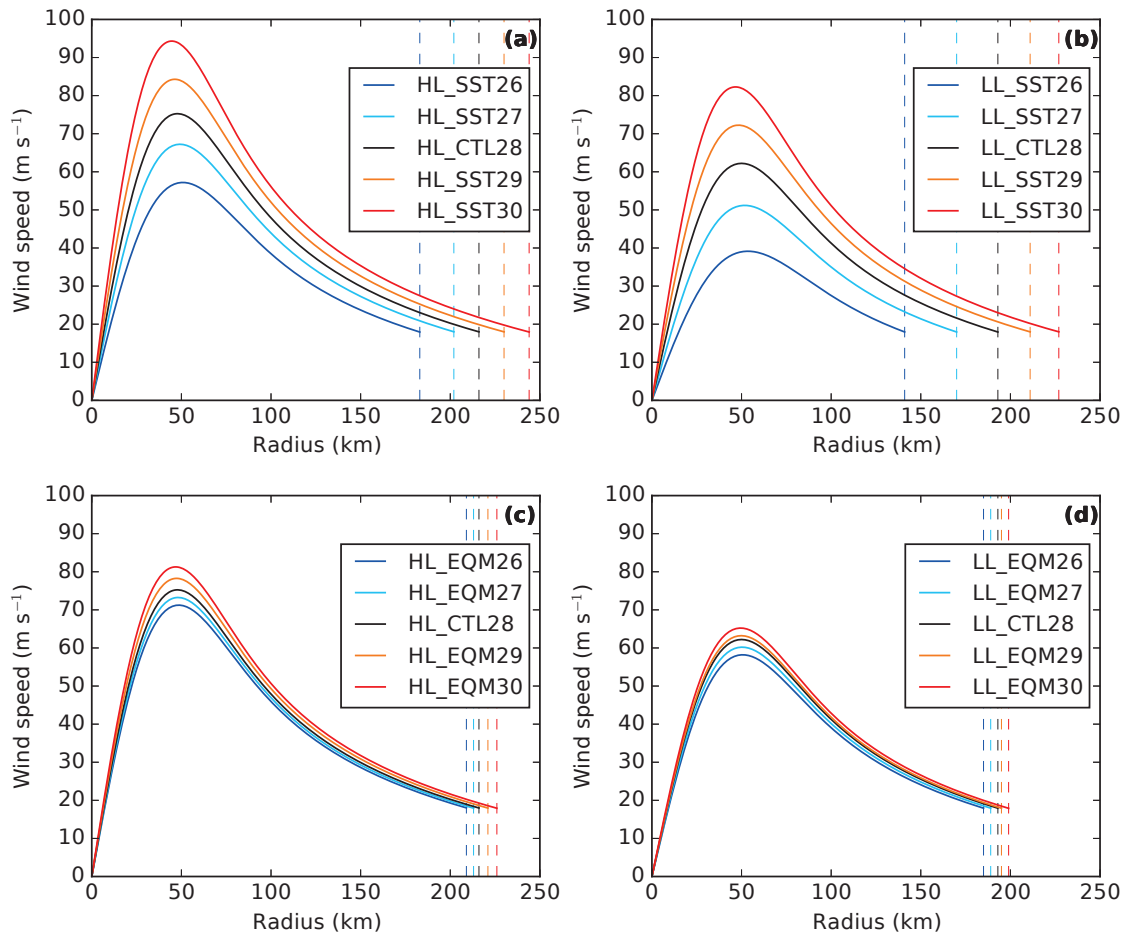 (a)
Wind speed (m s⁻¹)
100
90
80
70
60
50
40
30
20
10
0
HL_SST26
HL_SST27
HL_CTL28
HL_SST29
HL_SST30
0 50 100 150 200 250
Radius (km)
(b)
Wind speed (m s⁻¹)
100
90
80
70
60
50
40
30
20
10
0
LL_SST26
LL_SST27
LL_CTL28
LL_SST29
LL_SST30
0 50 100 150 200 250
Radius (km)
(c)
Wind speed (m s⁻¹)
100
90
80
70
60
50
40
30
20
10
0
HL_EQM26
HL_EQM27
HL_CTL28
HL_EQM29
HL_EQM30
0 50 100 150 200 250
Radius (km)
(d)
Wind speed (m s⁻¹)
100
90
80
70
60
50
40
30
20
10
0
LL_EQM26
LL_EQM27
LL_CTL28
LL_EQM29
LL_EQM30
0 50 100 150 200 250
Radius (km)